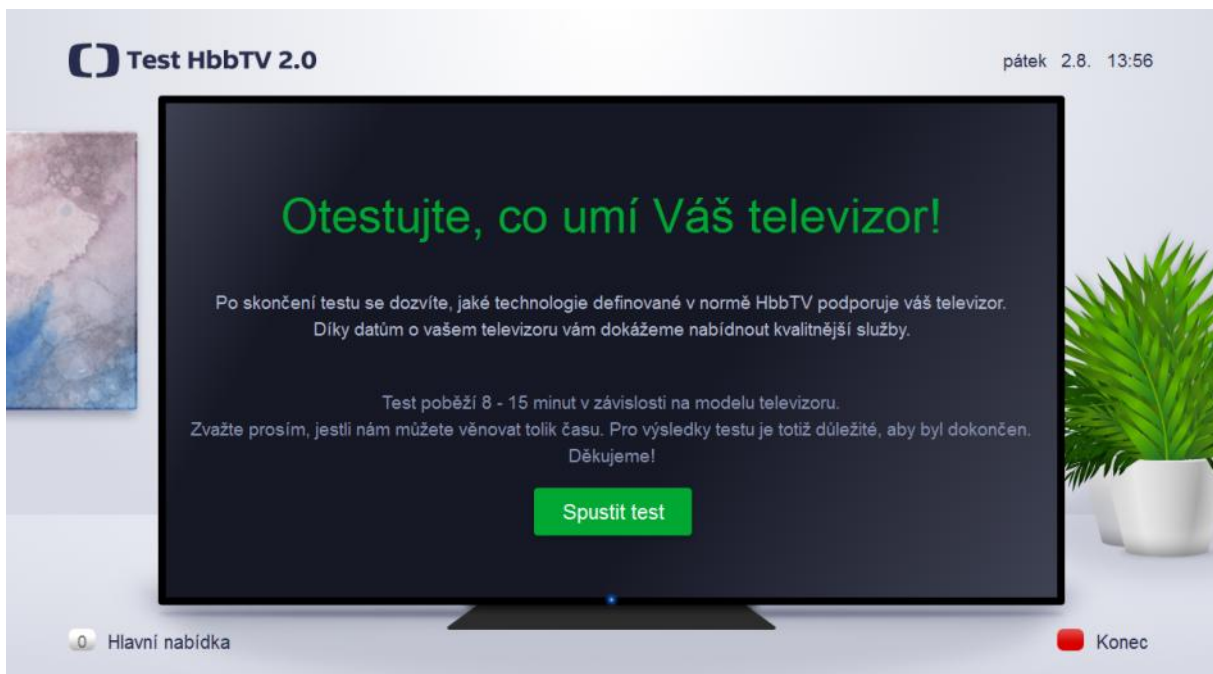 Test HbbTV 2.0
pátek 2.8. 13:56
Otestujte, co umí Váš televizor!
Po skončení testu se dozvíte, jaké technologie definované v normě HbbTV podporuje váš televizor.
Díky datům o vašem televizoru vám dokážeme nabídnout kvalitnější služby.
Test poběží 8 - 15 minut v závislosti na modelu televizoru.
Zvažte prosím, jestli nám můžete věnovat tolik času. Pro výsledky testu je totiž důležité, aby byl dokončen.
Děkujeme!
Spustit test
0 Hlavní nabídka
Konec